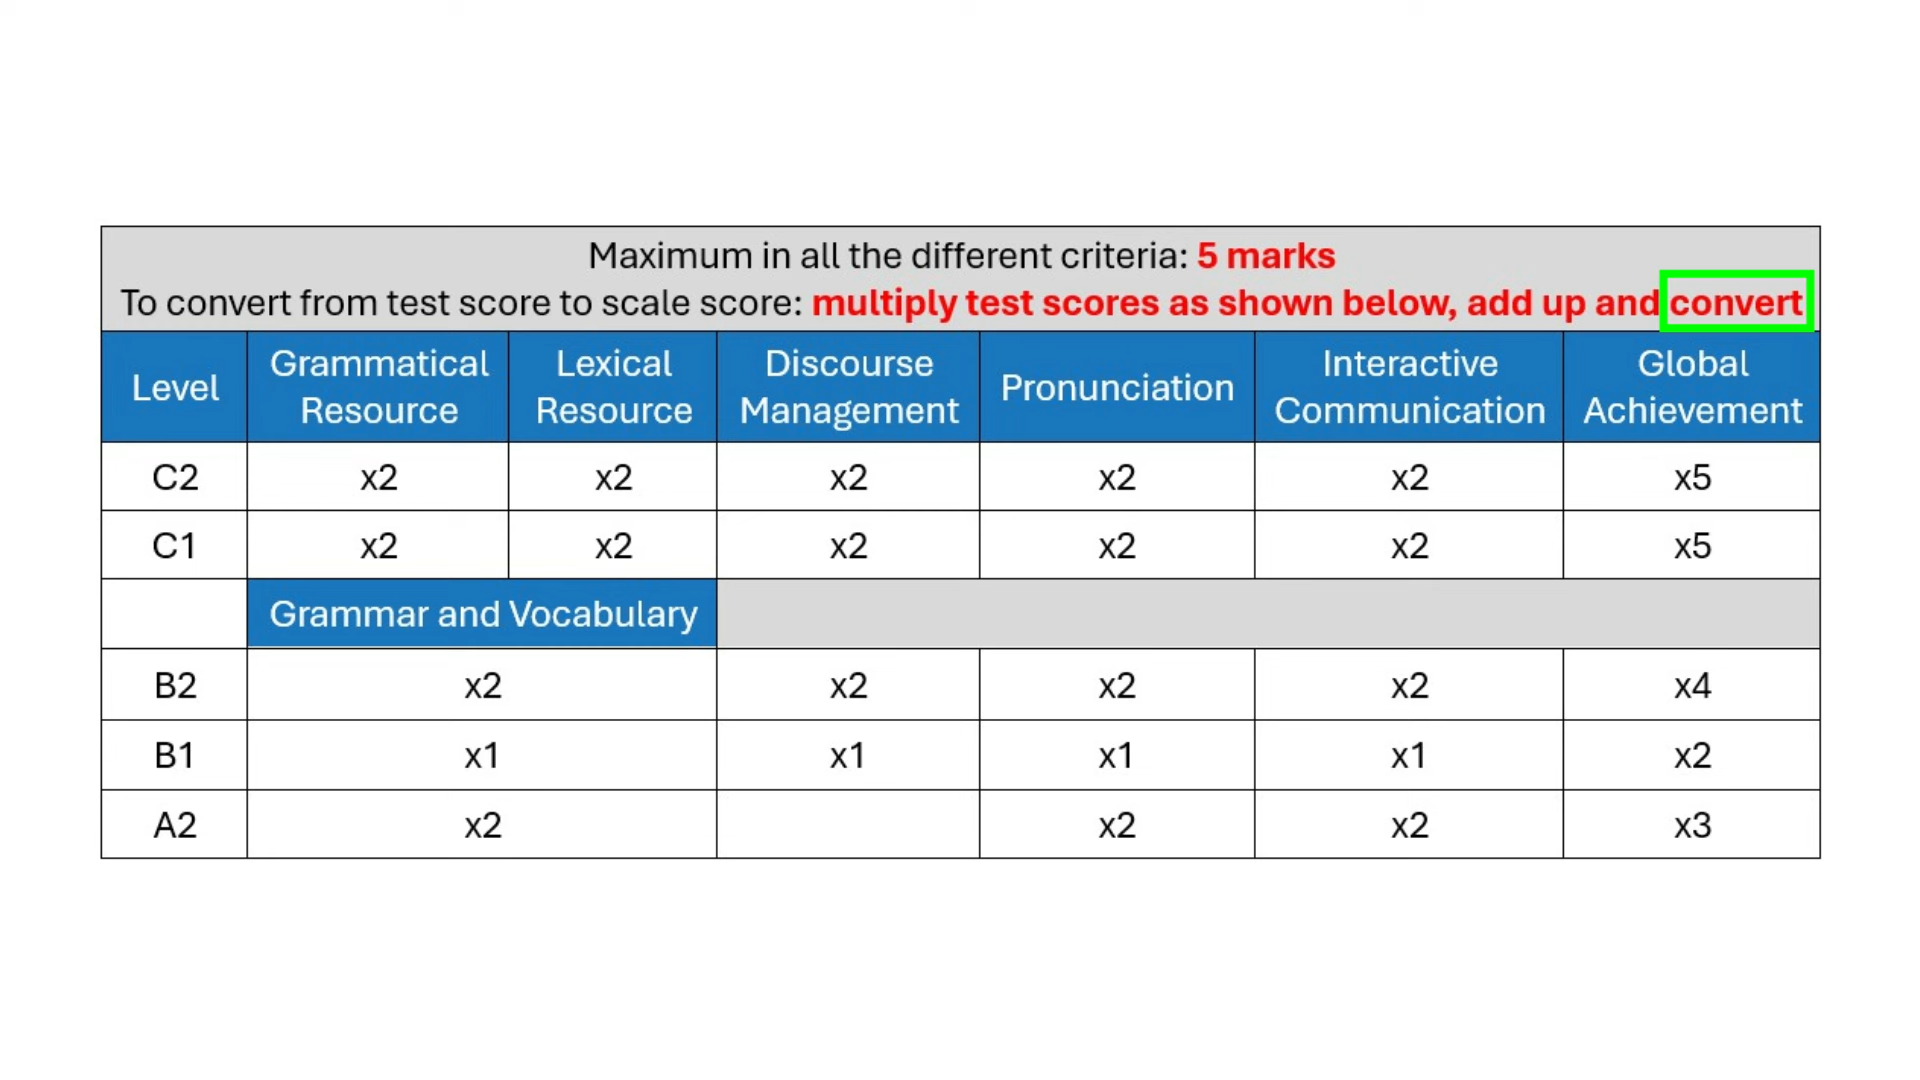 Maximum in all the different criteria: 5 marks
To convert from test score to scale score: multiply test scores as shown below, add up and convert
Level Grammatical Resource Lexical Resource Discourse Management Pronunciation Interactive Communication Global Achievement
C2 x2 x2 x2 x2 x2 x5
C1 x2 x2 x2 x2 x2 x5
Grammar and Vocabulary
B2 x2 x2 x2 x2 x4
B1 x1 x1 x1 x1 x2
A2 x2 x2 x2 x3